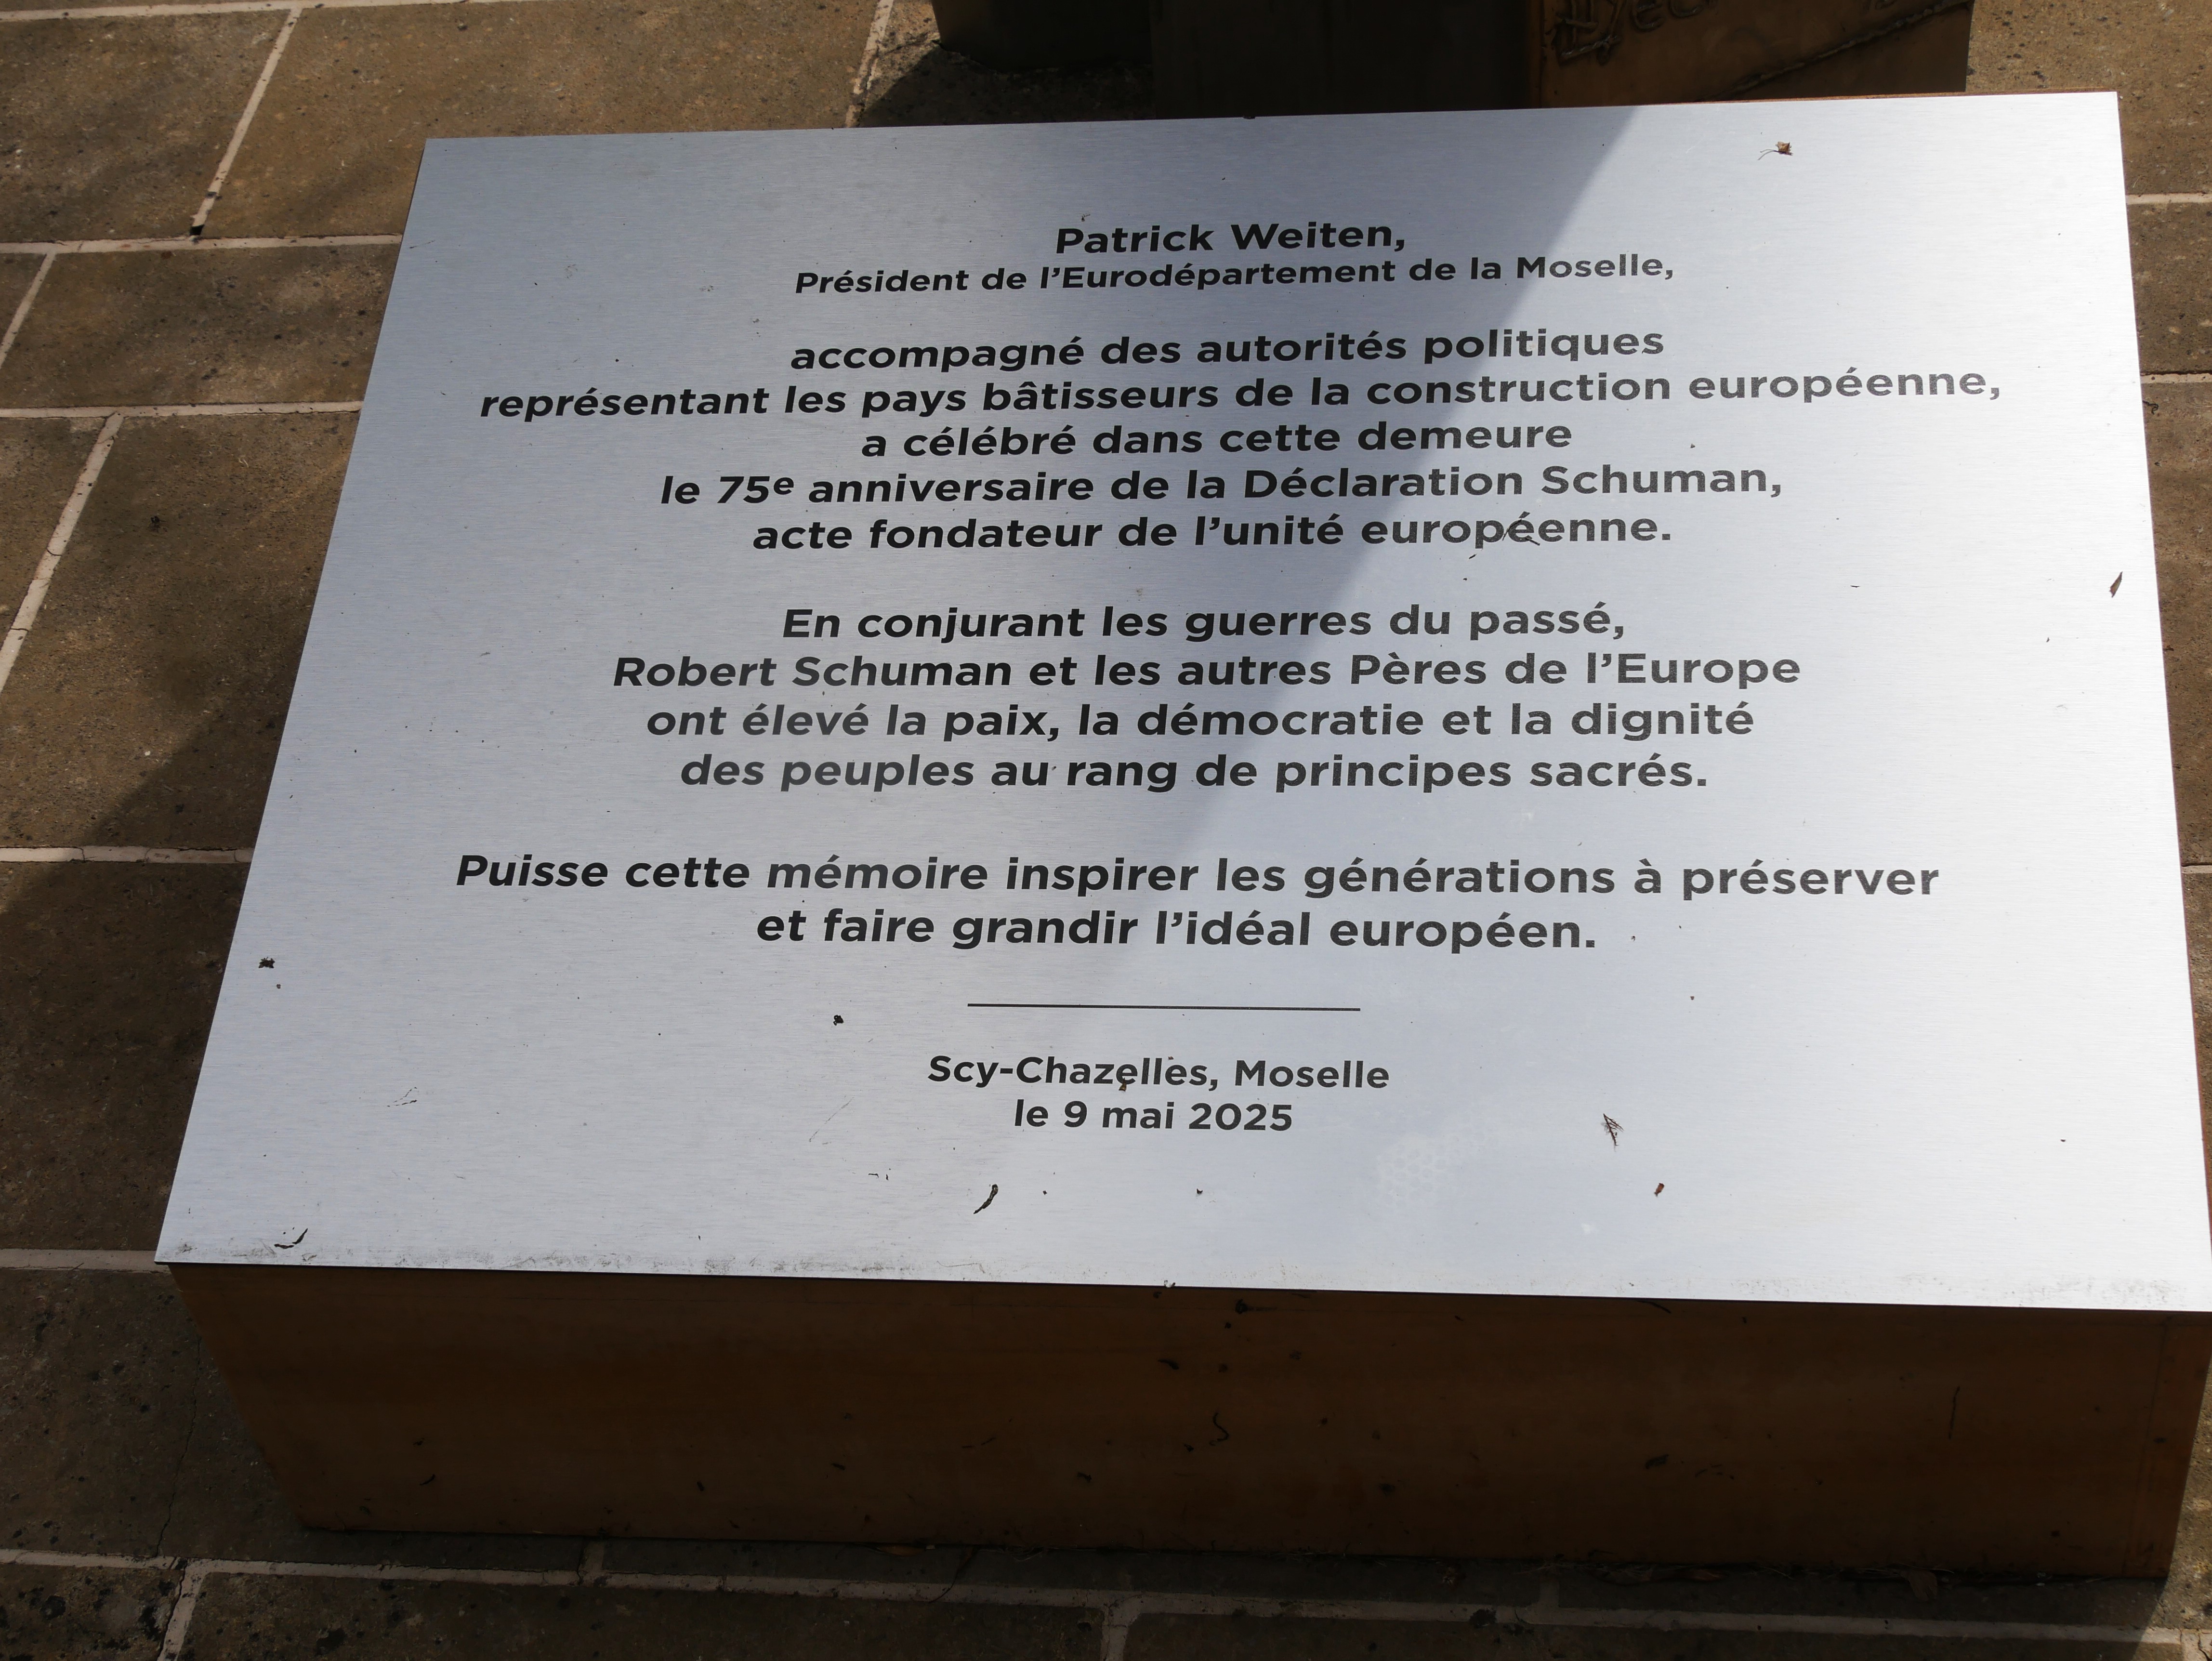 Patrick Weiten,
Président de l'Eurodépartement de la Moselle,
accompagné des autorités politiques
représentant les pays bâtisseurs de la construction européenne,
a célébré dans cette demeure
le 75e anniversaire de la Déclaration Schuman,
acte fondateur de l'unité européenne.
En conjurant les guerres du passé,
Robert Schuman et les autres Pères de l'Europe
ont élevé la paix, la démocratie et la dignité
des peuples au rang de principes sacrés.
Puisse cette mémoire inspirer les générations à préserver
et faire grandir l'idéal européen.
Scy-Chazelles, Moselle
le 9 mai 2025